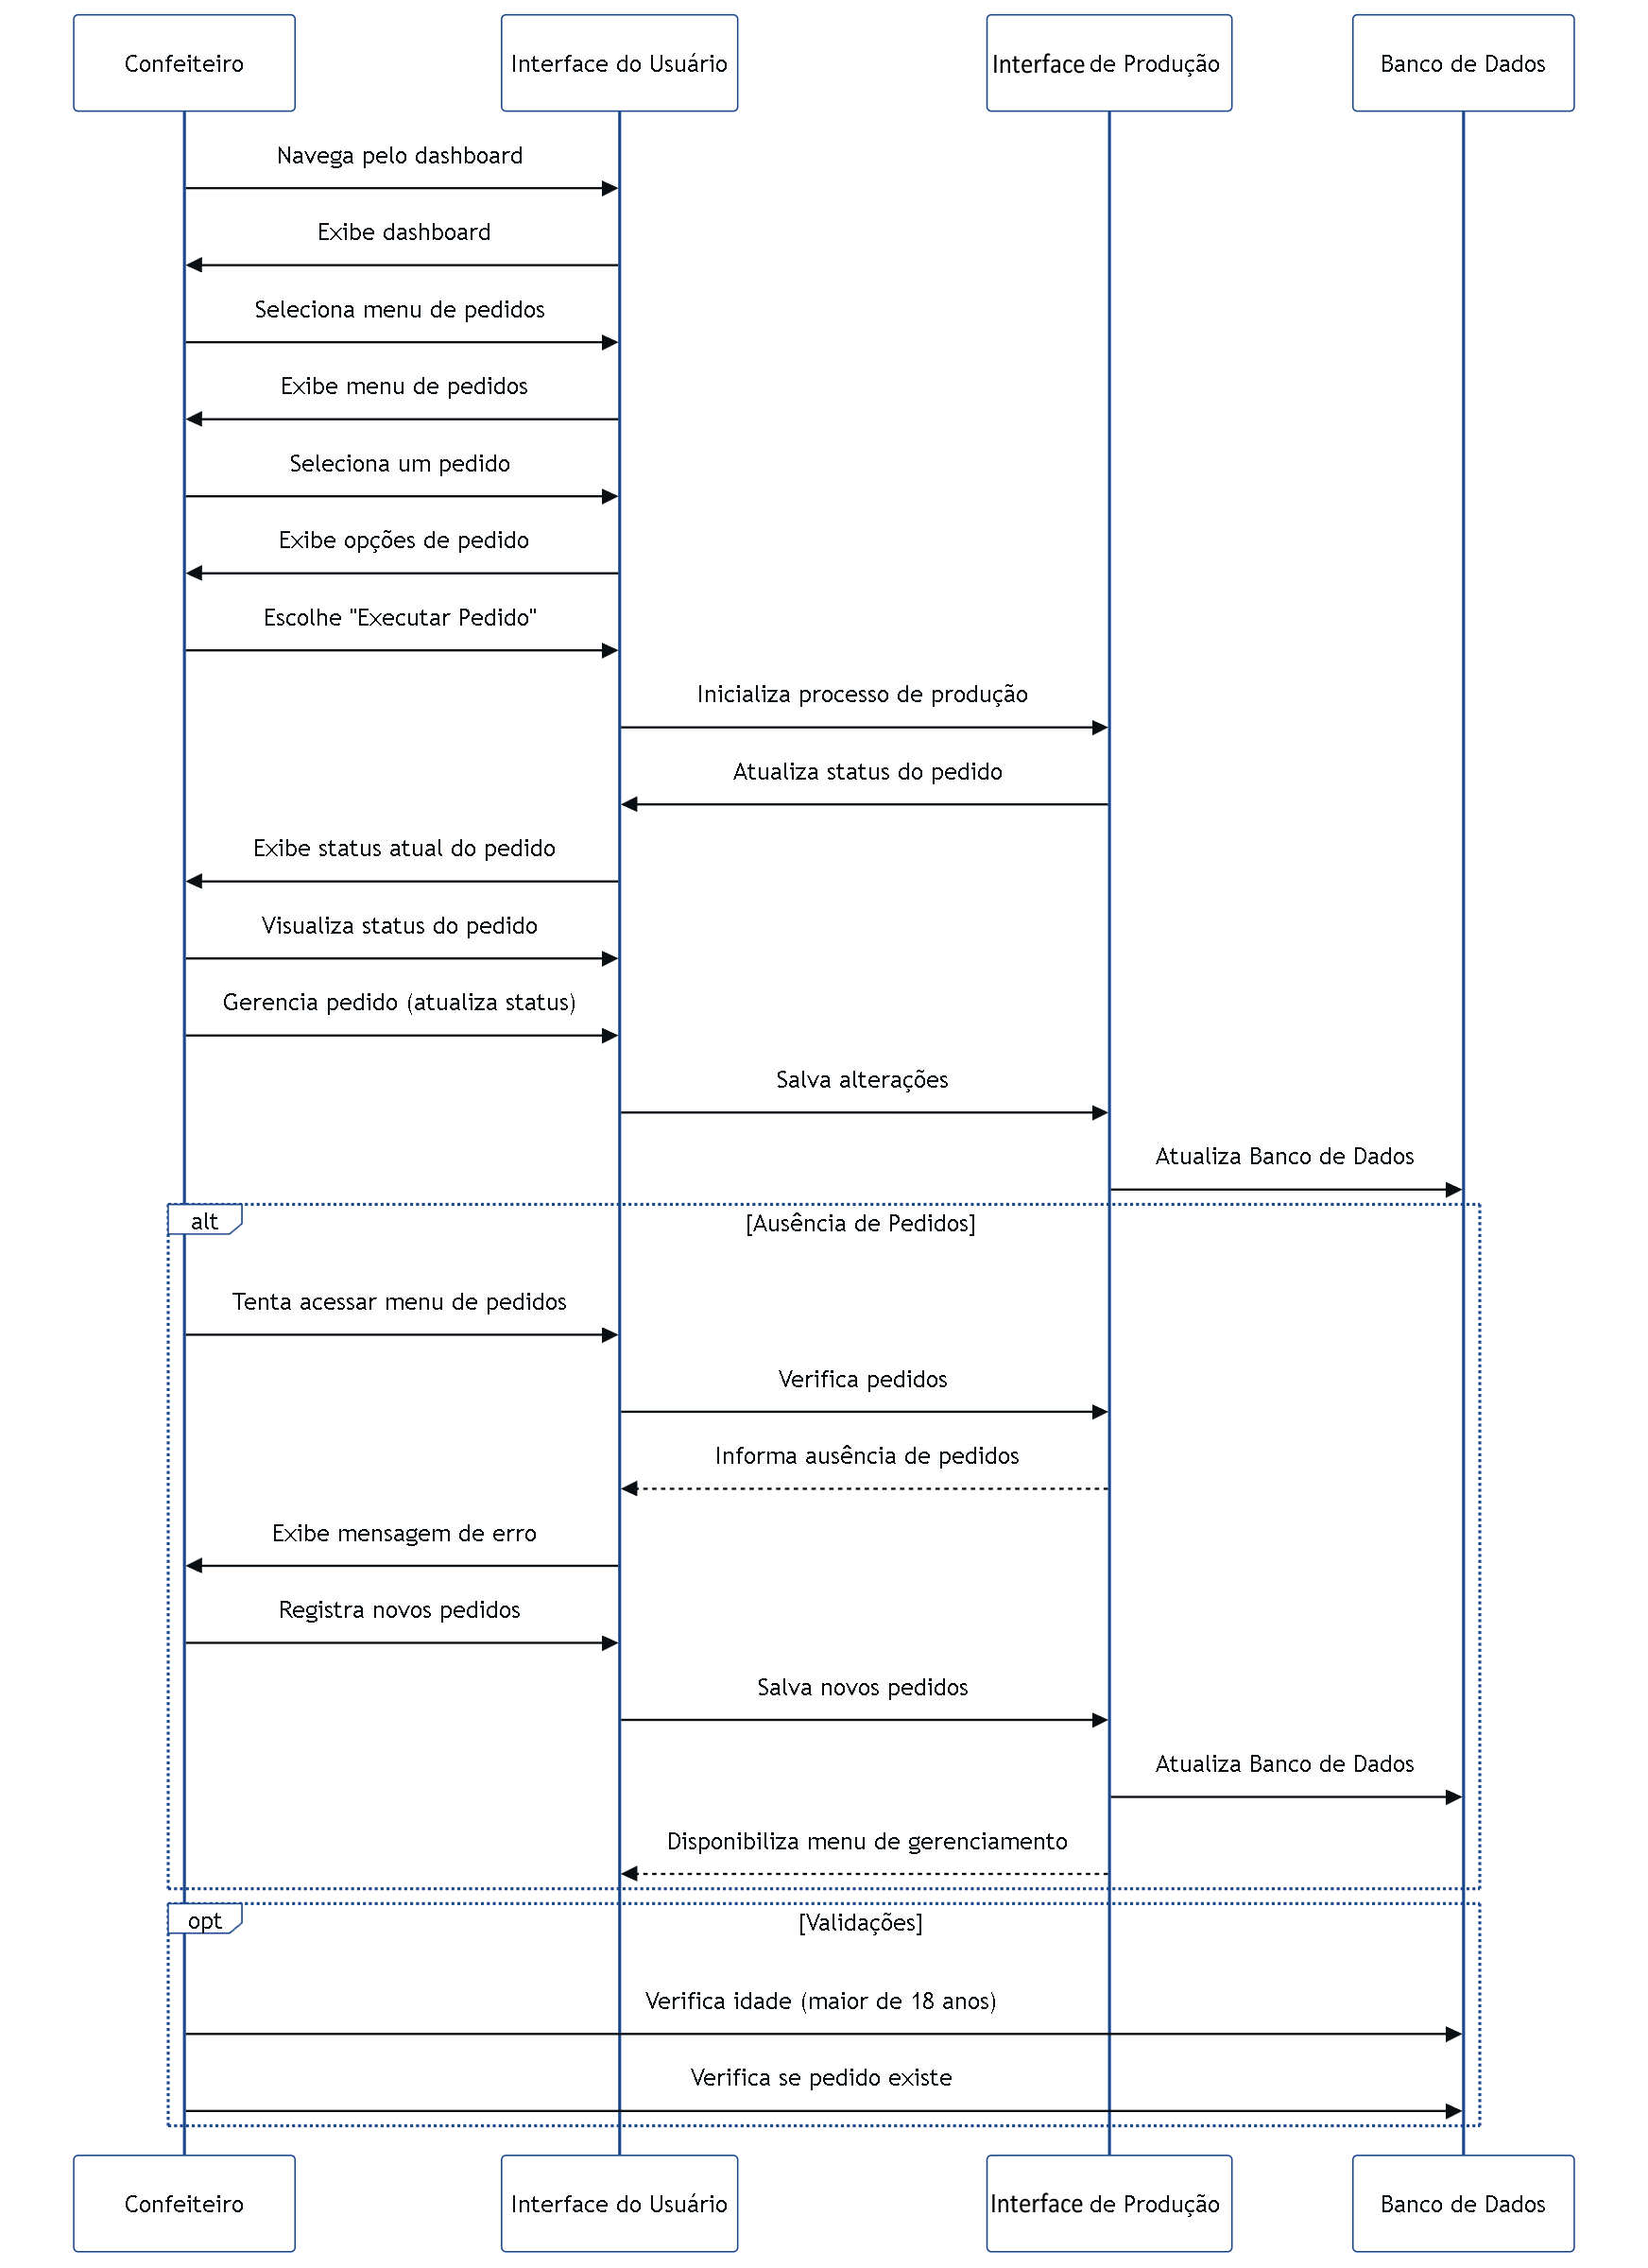 Confeiteiro
Interface do Usuário
Interface de Produção
Banco de Dados
Navega pelo dashboard
Exibe dashboard
Seleciona menu de pedidos
Exibe menu de pedidos
Seleciona um pedido
Exibe opções de pedido
Escolhe "Executar Pedido"
Inicializa processo de produção
Atualiza status do pedido
Exibe status atual do pedido
Visualiza status do pedido
Gerencia pedido (atualiza status)
Salva alterações
Atualiza Banco de Dados
alt
[Ausência de Pedidos]
Tenta acessar menu de pedidos
Verifica pedidos
Informa ausência de pedidos
Exibe mensagem de erro
Registra novos pedidos
Salva novos pedidos
Atualiza Banco de Dados
Disponibiliza menu de gerenciamento
opt
[Validações]
Verifica idade (maior de 18 anos)
Verifica se pedido existe
Confeiteiro
Interface do Usuário
Interface de Produção
Banco de Dados